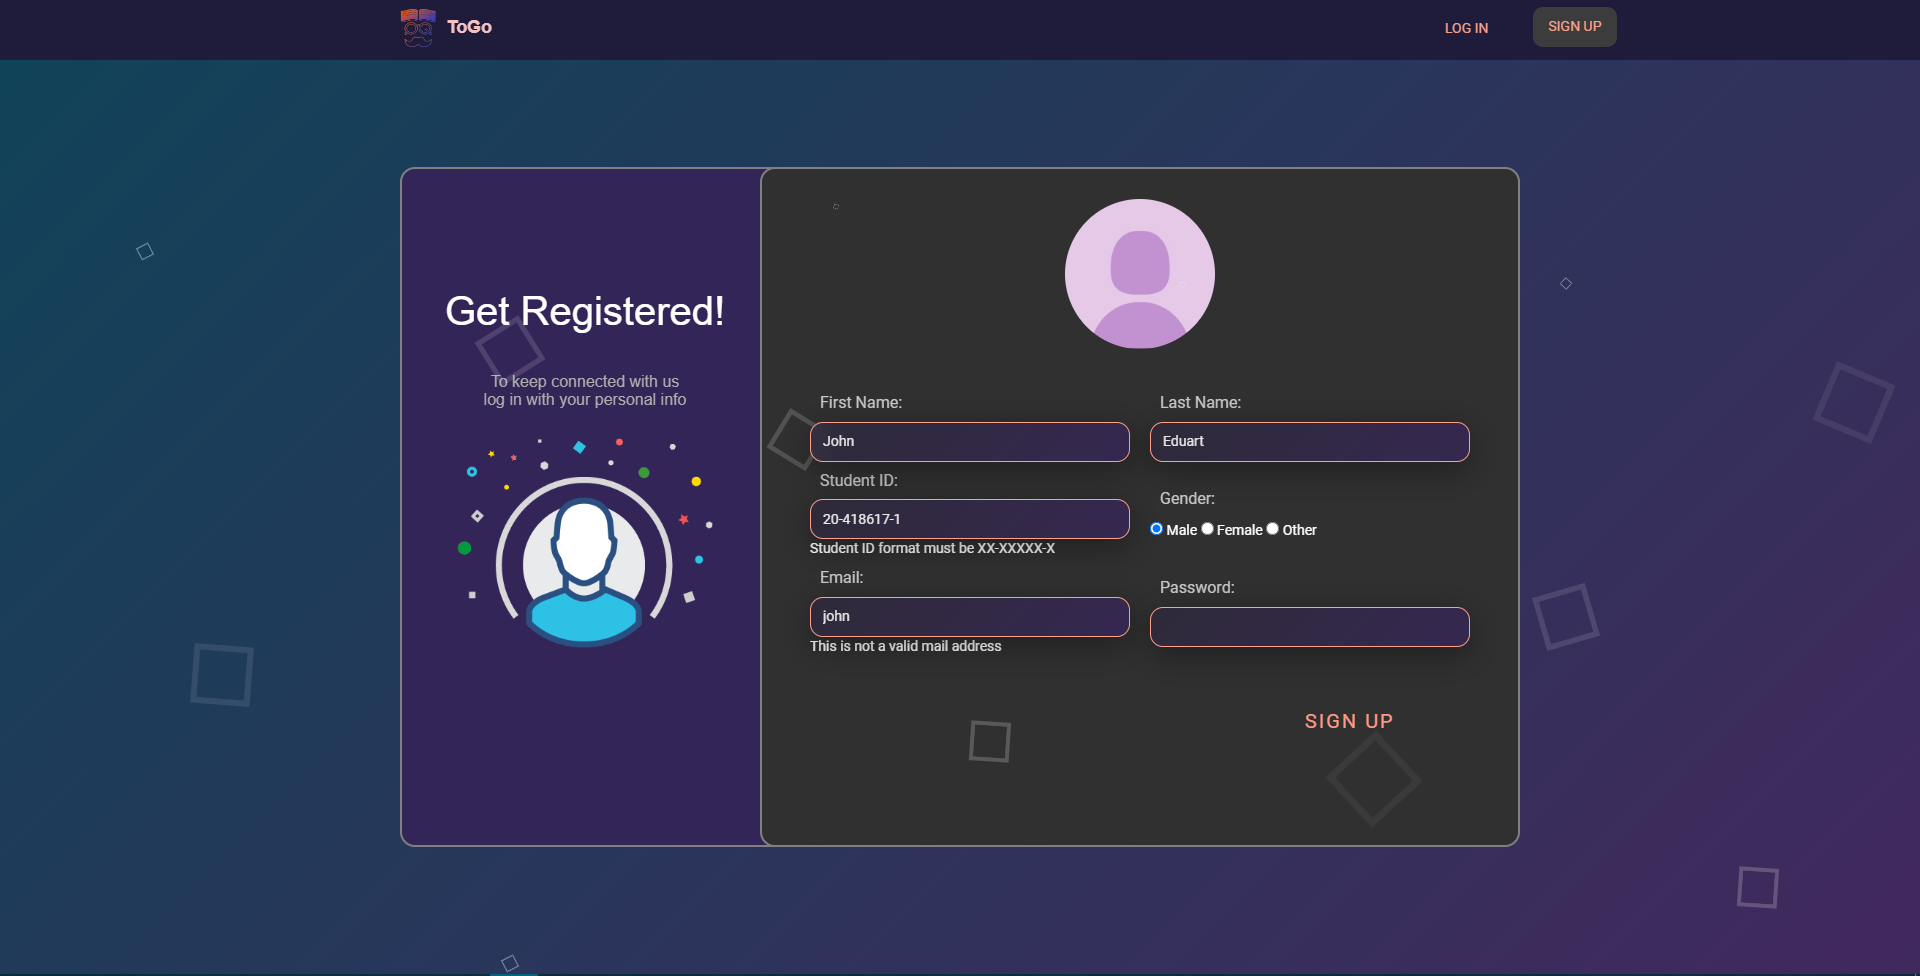 ToGo
LOG IN
SIGN UP
Get Registered!
To keep connected with us
log in with your personal info
First Name:
Last Name:
John
Eduart
Student ID:
Gender:
20-418617-1
Male Female Other
Student ID format must be XX-XXXXX-X
Email:
Password:
john
This is not a valid mail address
SIGN UP